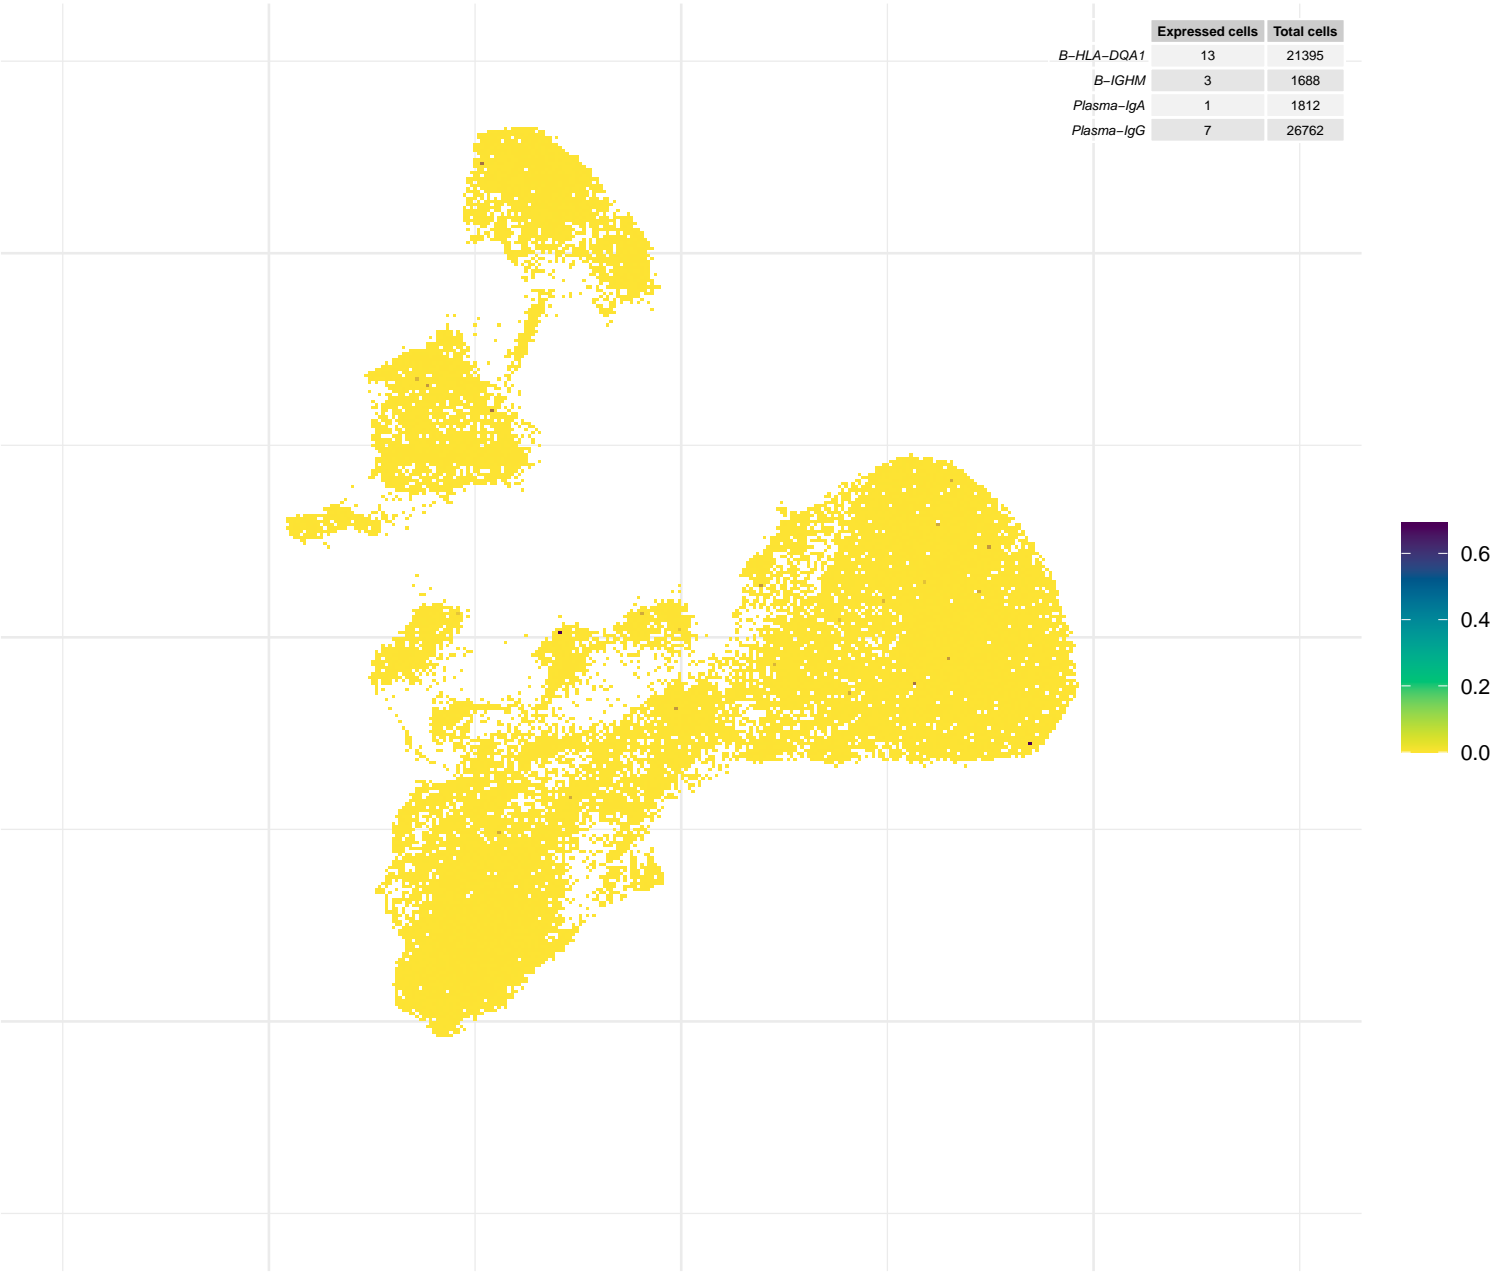 Expressed cells Total cells
B−HLA−DQA1 13 21395
B−IGHM 3 1688
Plasma−IgA 1 1812
Plasma−IgG 7 26762
0.6
0.4
0.2
0.0